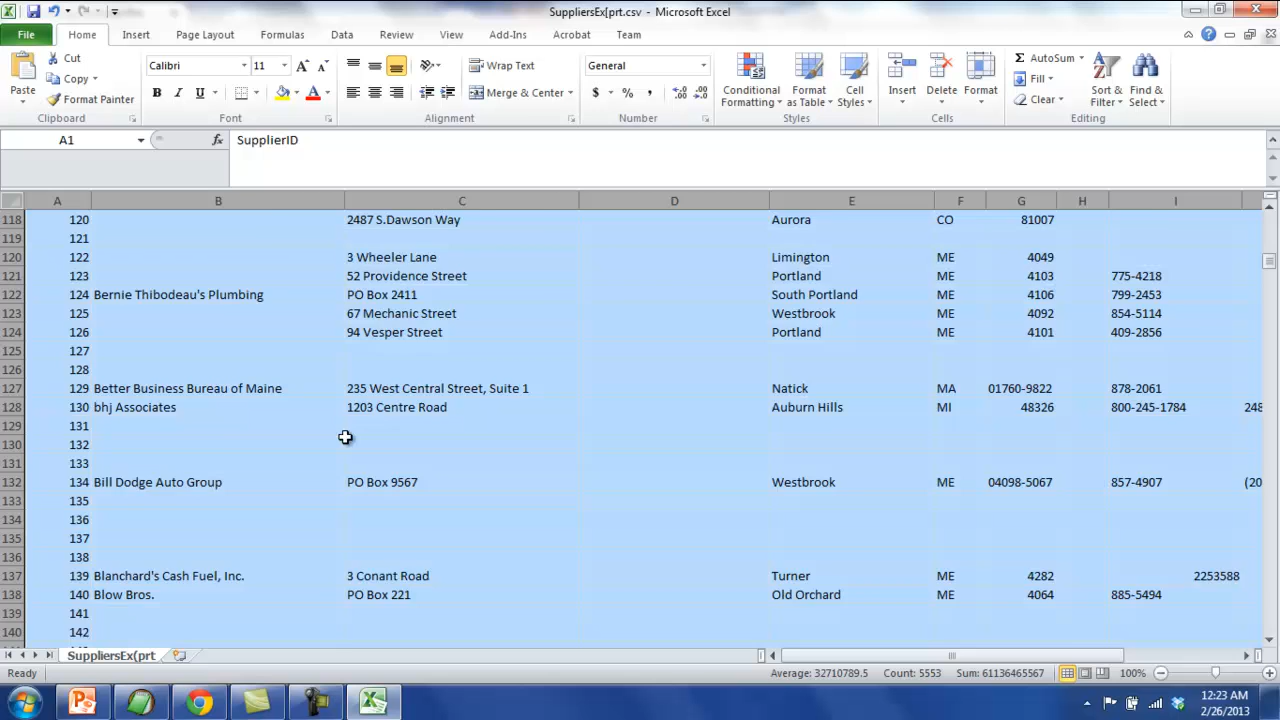 SuppliersEx[prt.csv - Microsoft Excel
File Home Insert Page Layout Formulas Data Review View Add-Ins Acrobat Team
Paste
Cut
Copy
Format Painter
Clipboard
Calibri 11
B I U
Font
Wrap Text
Merge & Center
Alignment
General
$ % ,
Number
Conditional Formatting
Format as Table
Cell Styles
Styles
Insert
Delete
Format
Cells
AutoSum
Fill
Clear
Sort & Filter
Find & Select
Editing
A1 fx SupplierID
A B C D E F G H I
118 120 2487 S.Dawson Way Aurora CO 81007
119 121
120 122 3 Wheeler Lane Limington ME 4049
121 123 52 Providence Street Portland ME 4103 775-4218
122 124 Bernie Thibodeau's Plumbing PO Box 2411 South Portland ME 4106 799-2453
123 125 67 Mechanic Street Westbrook ME 4092 854-5114
124 126 94 Vesper Street Portland ME 4101 409-2856
125 127
126 128
127 129 Better Business Bureau of Maine 235 West Central Street, Suite 1 Natick MA 01760-9822 878-2061
128 130 bhj Associates 1203 Centre Road Auburn Hills MI 48326 800-245-1784 248
129 131
130 132
131 133
132 134 Bill Dodge Auto Group PO Box 9567 Westbrook ME 04098-5067 857-4907 (20
133 135
134 136
135 137
136 138
137 139 Blanchard's Cash Fuel, Inc. 3 Conant Road Turner ME 4282 2253588
138 140 Blow Bros. PO Box 221 Old Orchard ME 4064 885-5494
139 141
140 142
SuppliersEx(prt
Ready Average: 32710789.5 Count: 5553 Sum: 61136465567 100%
12:23 AM
2/26/2013